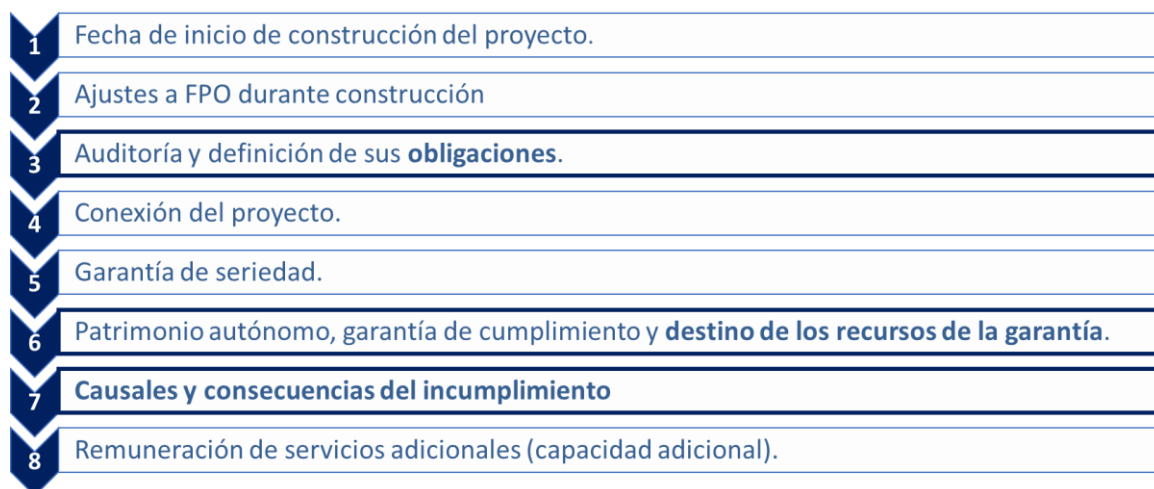 1 Fecha de inicio de construcción del proyecto.
2 Ajustes a FPO durante construcción
3 Auditoría y definición de sus obligaciones.
4 Conexión del proyecto.
5 Garantía de seriedad.
6 Patrimonio autónomo, garantía de cumplimiento y destino de los recursos de la garantía.
7 Causales y consecuencias del incumplimiento
8 Remuneración de servicios adicionales (capacidad adicional).